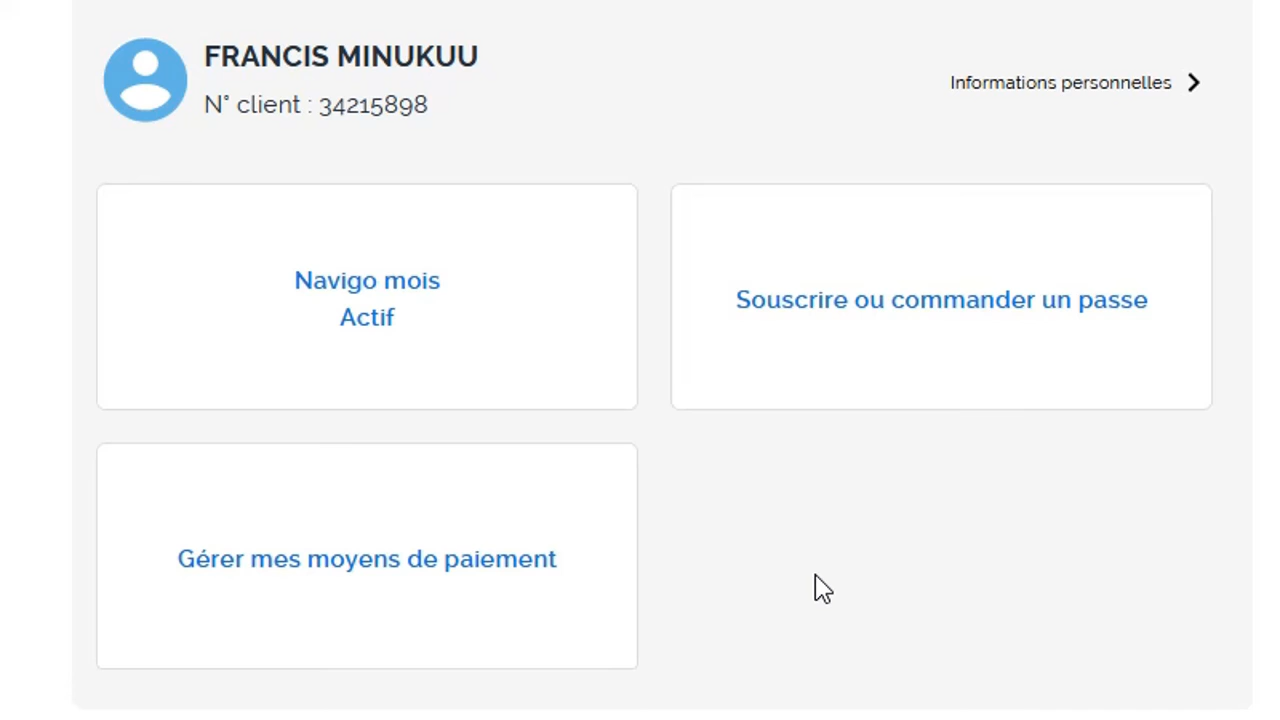 FRANCIS MINUKUU
N° client : 34215898
Informations personnelles
Navigo mois
Actif
Souscrire ou commander un passe
Gérer mes moyens de paiement